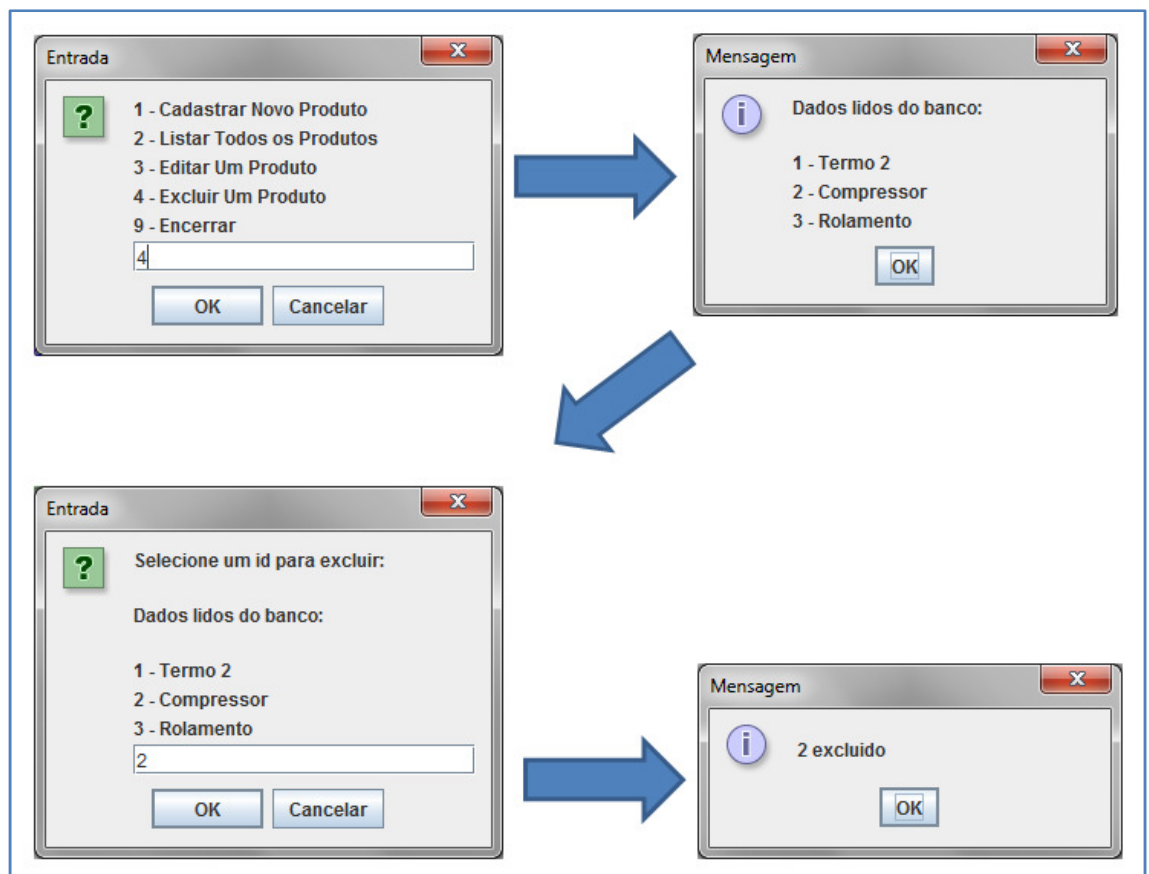 Entrada
1 - Cadastrar Novo Produto
2 - Listar Todos os Produtos
3 - Editar Um Produto
4 - Excluir Um Produto
9 - Encerrar
4
OK
Cancelar
Mensagem
Dados lidos do banco:
1 - Termo 2
2 - Compressor
3 - Rolamento
OK
Entrada
Selecione um id para excluir:
Dados lidos do banco:
1 - Termo 2
2 - Compressor
3 - Rolamento
2
OK
Cancelar
Mensagem
2 excluido
OK